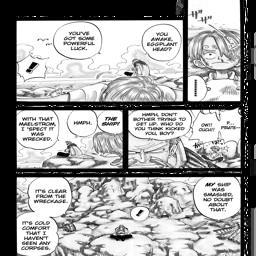 YOU
AWAKE,
EGGPLANT
HEAD?
YOU'VE
GOT SOME
POWERFUL
LUCK.
THE
SHIP!
HMPH.
WITH THAT
MAELSTROM,
I 'SPECT IT
WAS
WRECKED.
P...
PIRATE--
OW!!
OUCH!!
HMPH. DON'T
BOTHER TRYING TO
GET UP. WHO DO
YOU THINK KICKED
YOU, BOY?
MY SHIP
WAS
SMASHED,
NO DOUBT
ABOUT
THAT.
IT'S CLEAR
FROM THE
WRECKAGE.
IT'S COLD
COMFORT
THAT I
HAVEN'T
SEEN ANY
CORPSES.